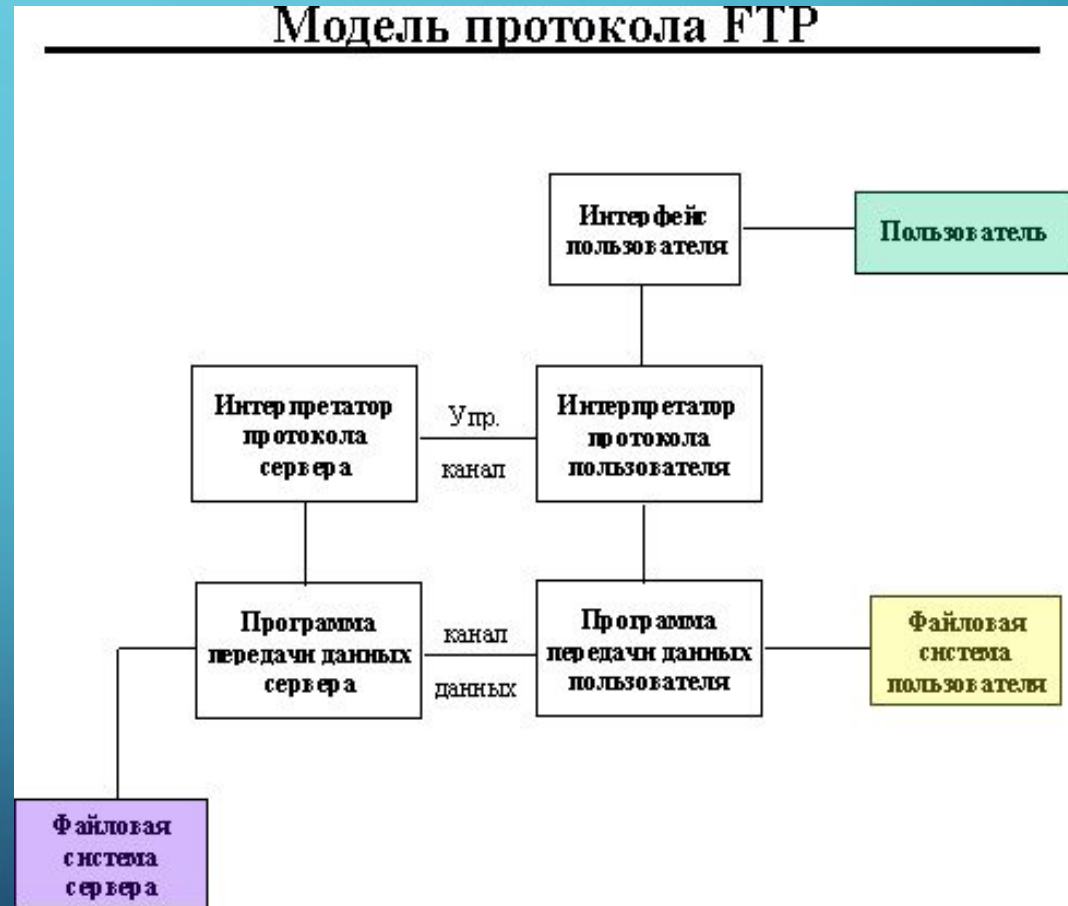 Модель протокола FTP
Интерфейс
пользователя
Пользователь
Интерпретатор
протокола
сервера
Упр.
канал
Интерпретатор
протокола
пользователя
Программа
передачи данных
сервера
канал
данных
Программа
передачи данных
пользователя
Файловая
система
пользователя
Файловая
система
сервера